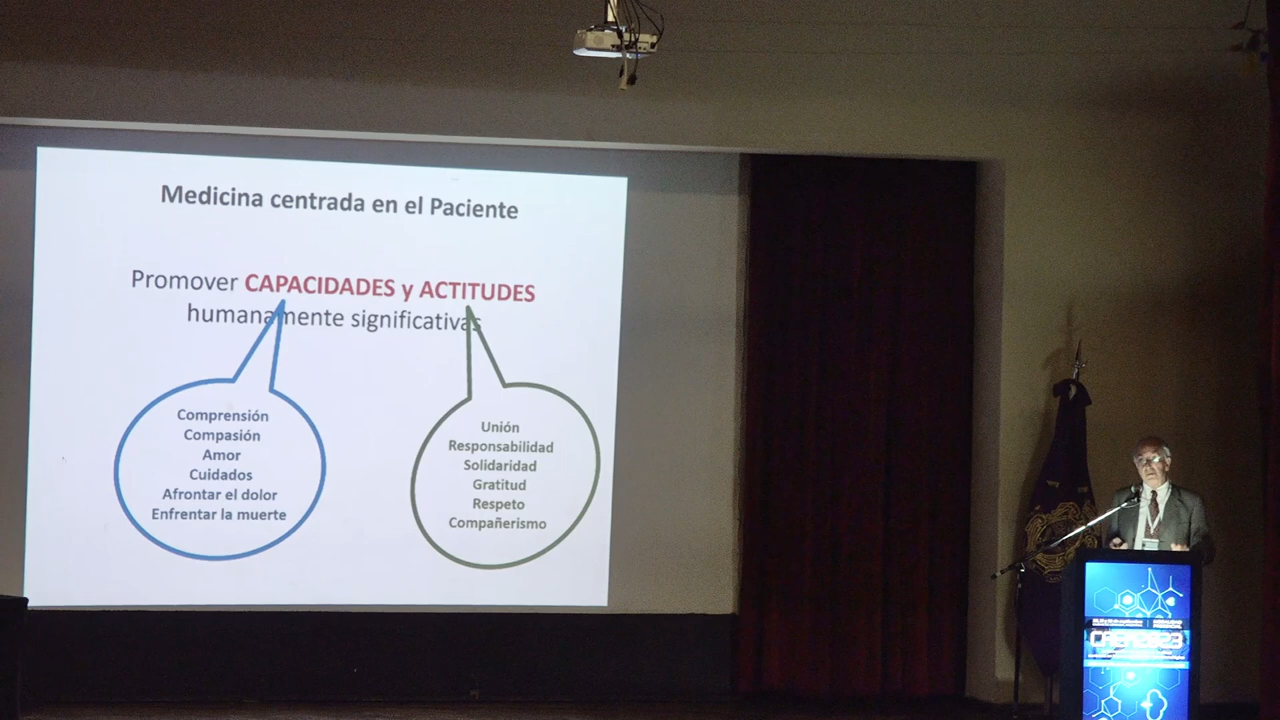 Medicina centrada en el Paciente
Promover CAPACIDADES y ACTITUDES
humanamente significativas
Comprensión
Compasión
Amor
Cuidados
Afrontar el dolor
Enfrentar la muerte
Unión
Responsabilidad
Solidaridad
Gratitud
Respeto
Compañerismo
2023